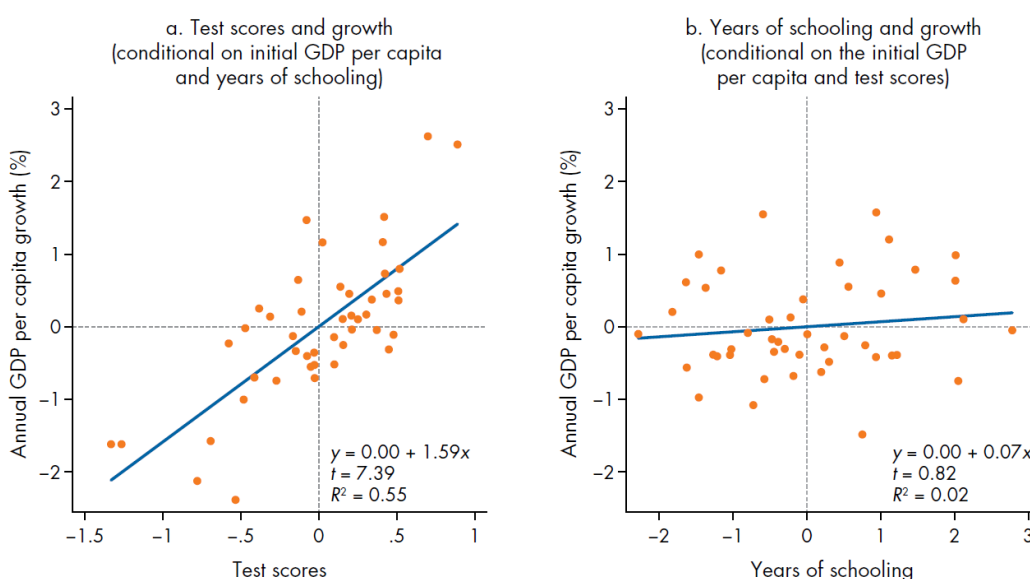 a. Test scores and growth
(conditional on initial GDP per capita
and years of schooling)
Annual GDP per capita growth (%)
3
2
1
0
−1
−2
y = 0.00 + 1.59x
t = 7.39
R² = 0.55
−1.5
−1
−.5
0
.5
1
Test scores
b. Years of schooling and growth
(conditional on the initial GDP
per capita and test scores)
Annual GDP per capita growth (%)
3
2
1
0
−1
−2
y = 0.00 + 0.07x
t = 0.82
R² = 0.02
−2
−1
0
1
2
3
Years of schooling